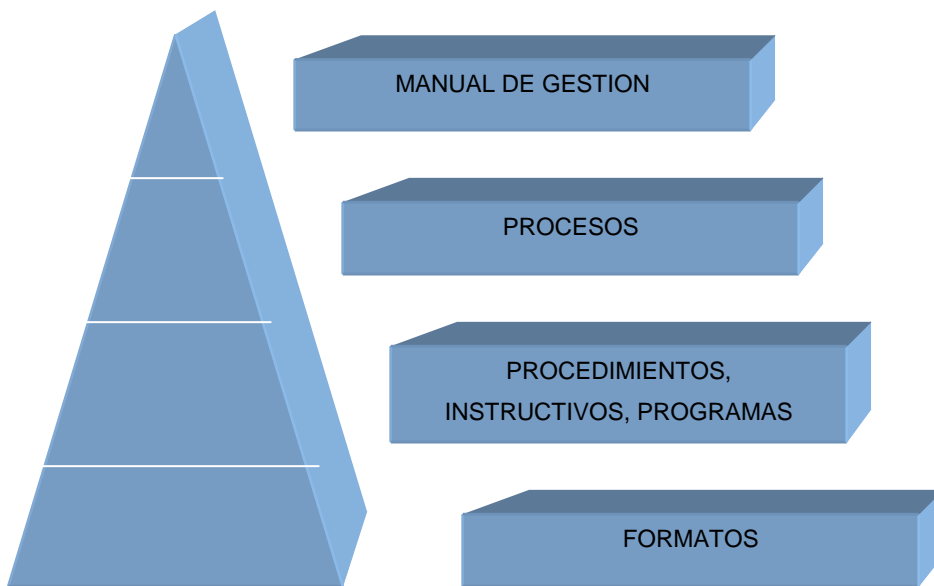 MANUAL DE GESTION
PROCESOS
PROCEDIMIENTOS,
INSTRUCTIVOS, PROGRAMAS
FORMATOS